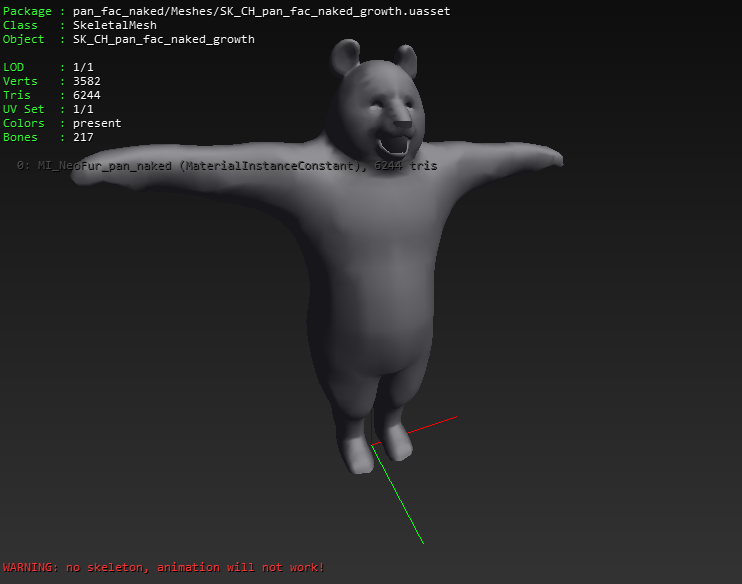 Package : pan_fac_naked/Meshes/SK_CH_pan_fac_naked_growth.uasset
Class : SkeletalMesh
Object : SK_CH_pan_fac_naked_growth
LOD : 1/1
Verts : 3582
Tris : 6244
UV Set : 1/1
Colors : present
Bones : 217
0: MI_NeoFur_pan_naked (MaterialInstanceConstant), 6244 tris
WARNING: no skeleton, animation will not work!